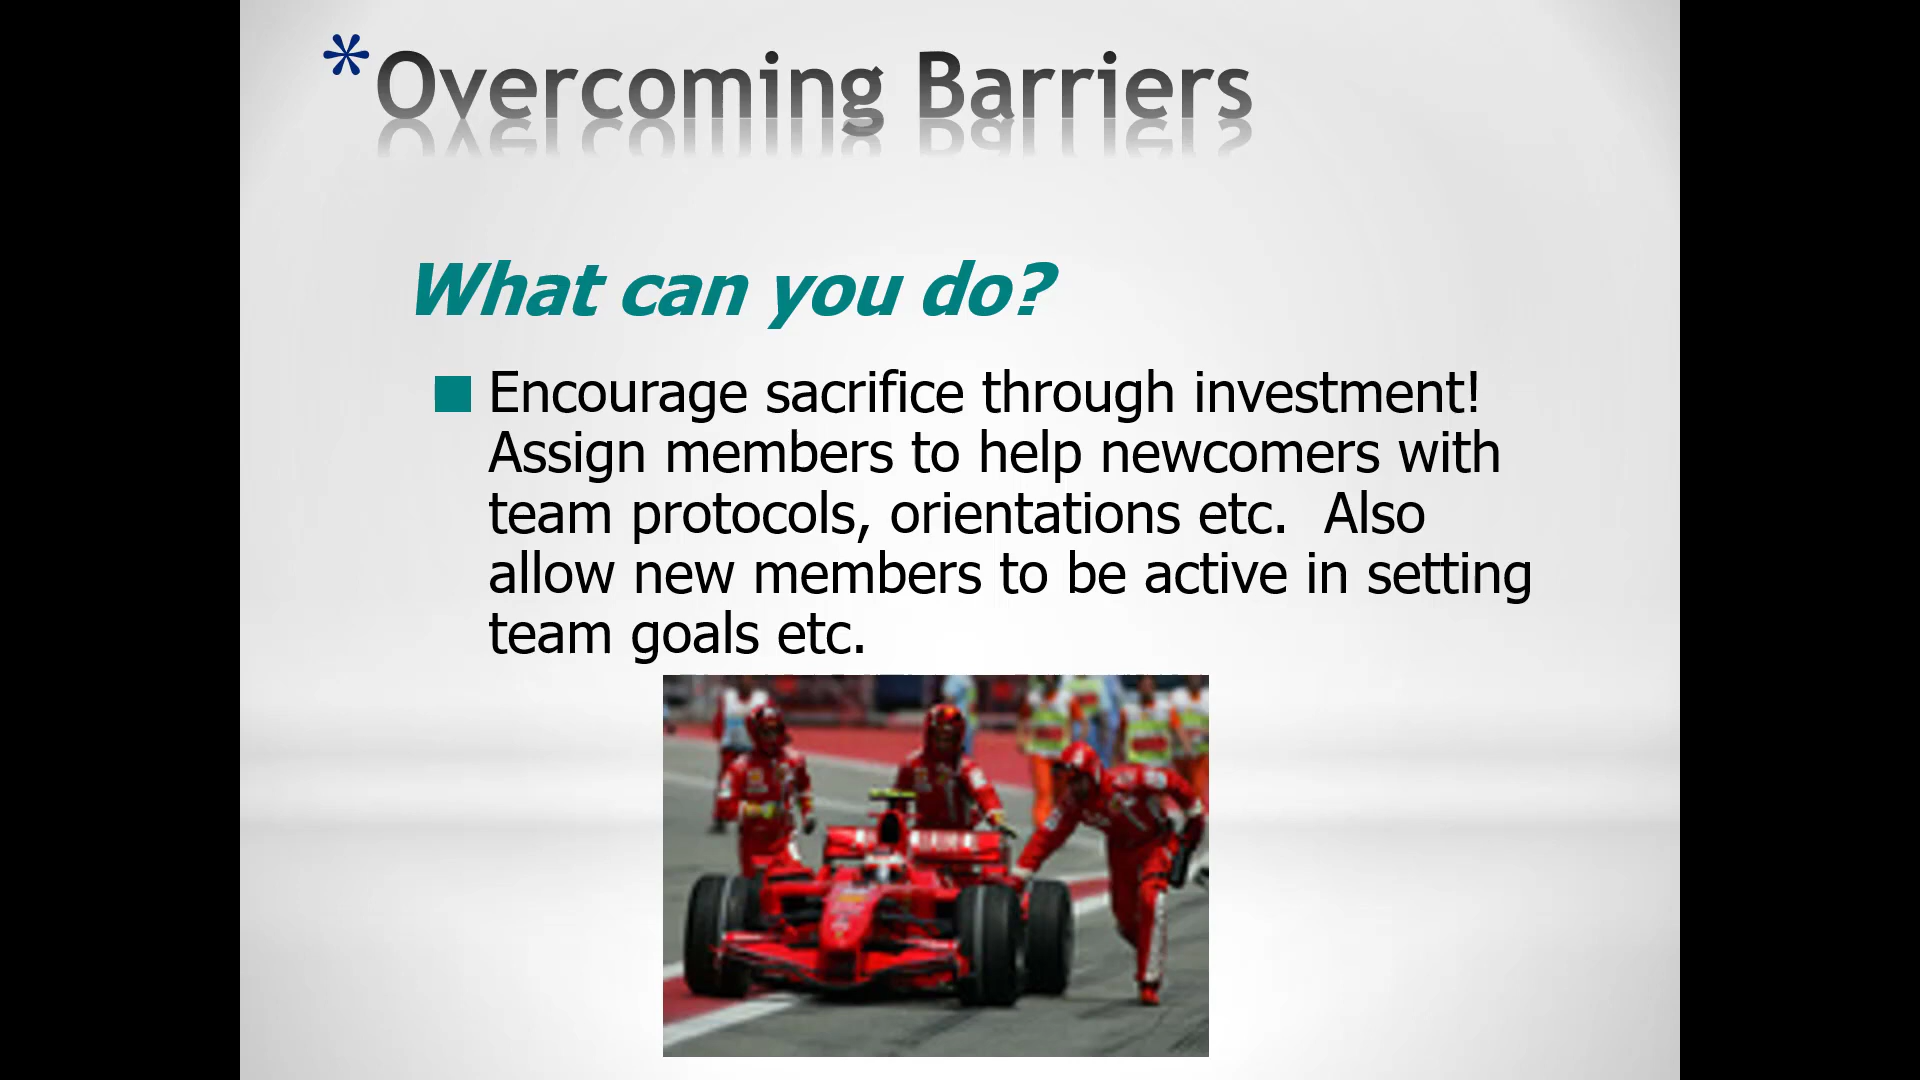 *Overcoming Barriers
What can you do?
Encourage sacrifice through investment!
Assign members to help newcomers with
team protocols, orientations etc.  Also
allow new members to be active in setting
team goals etc.